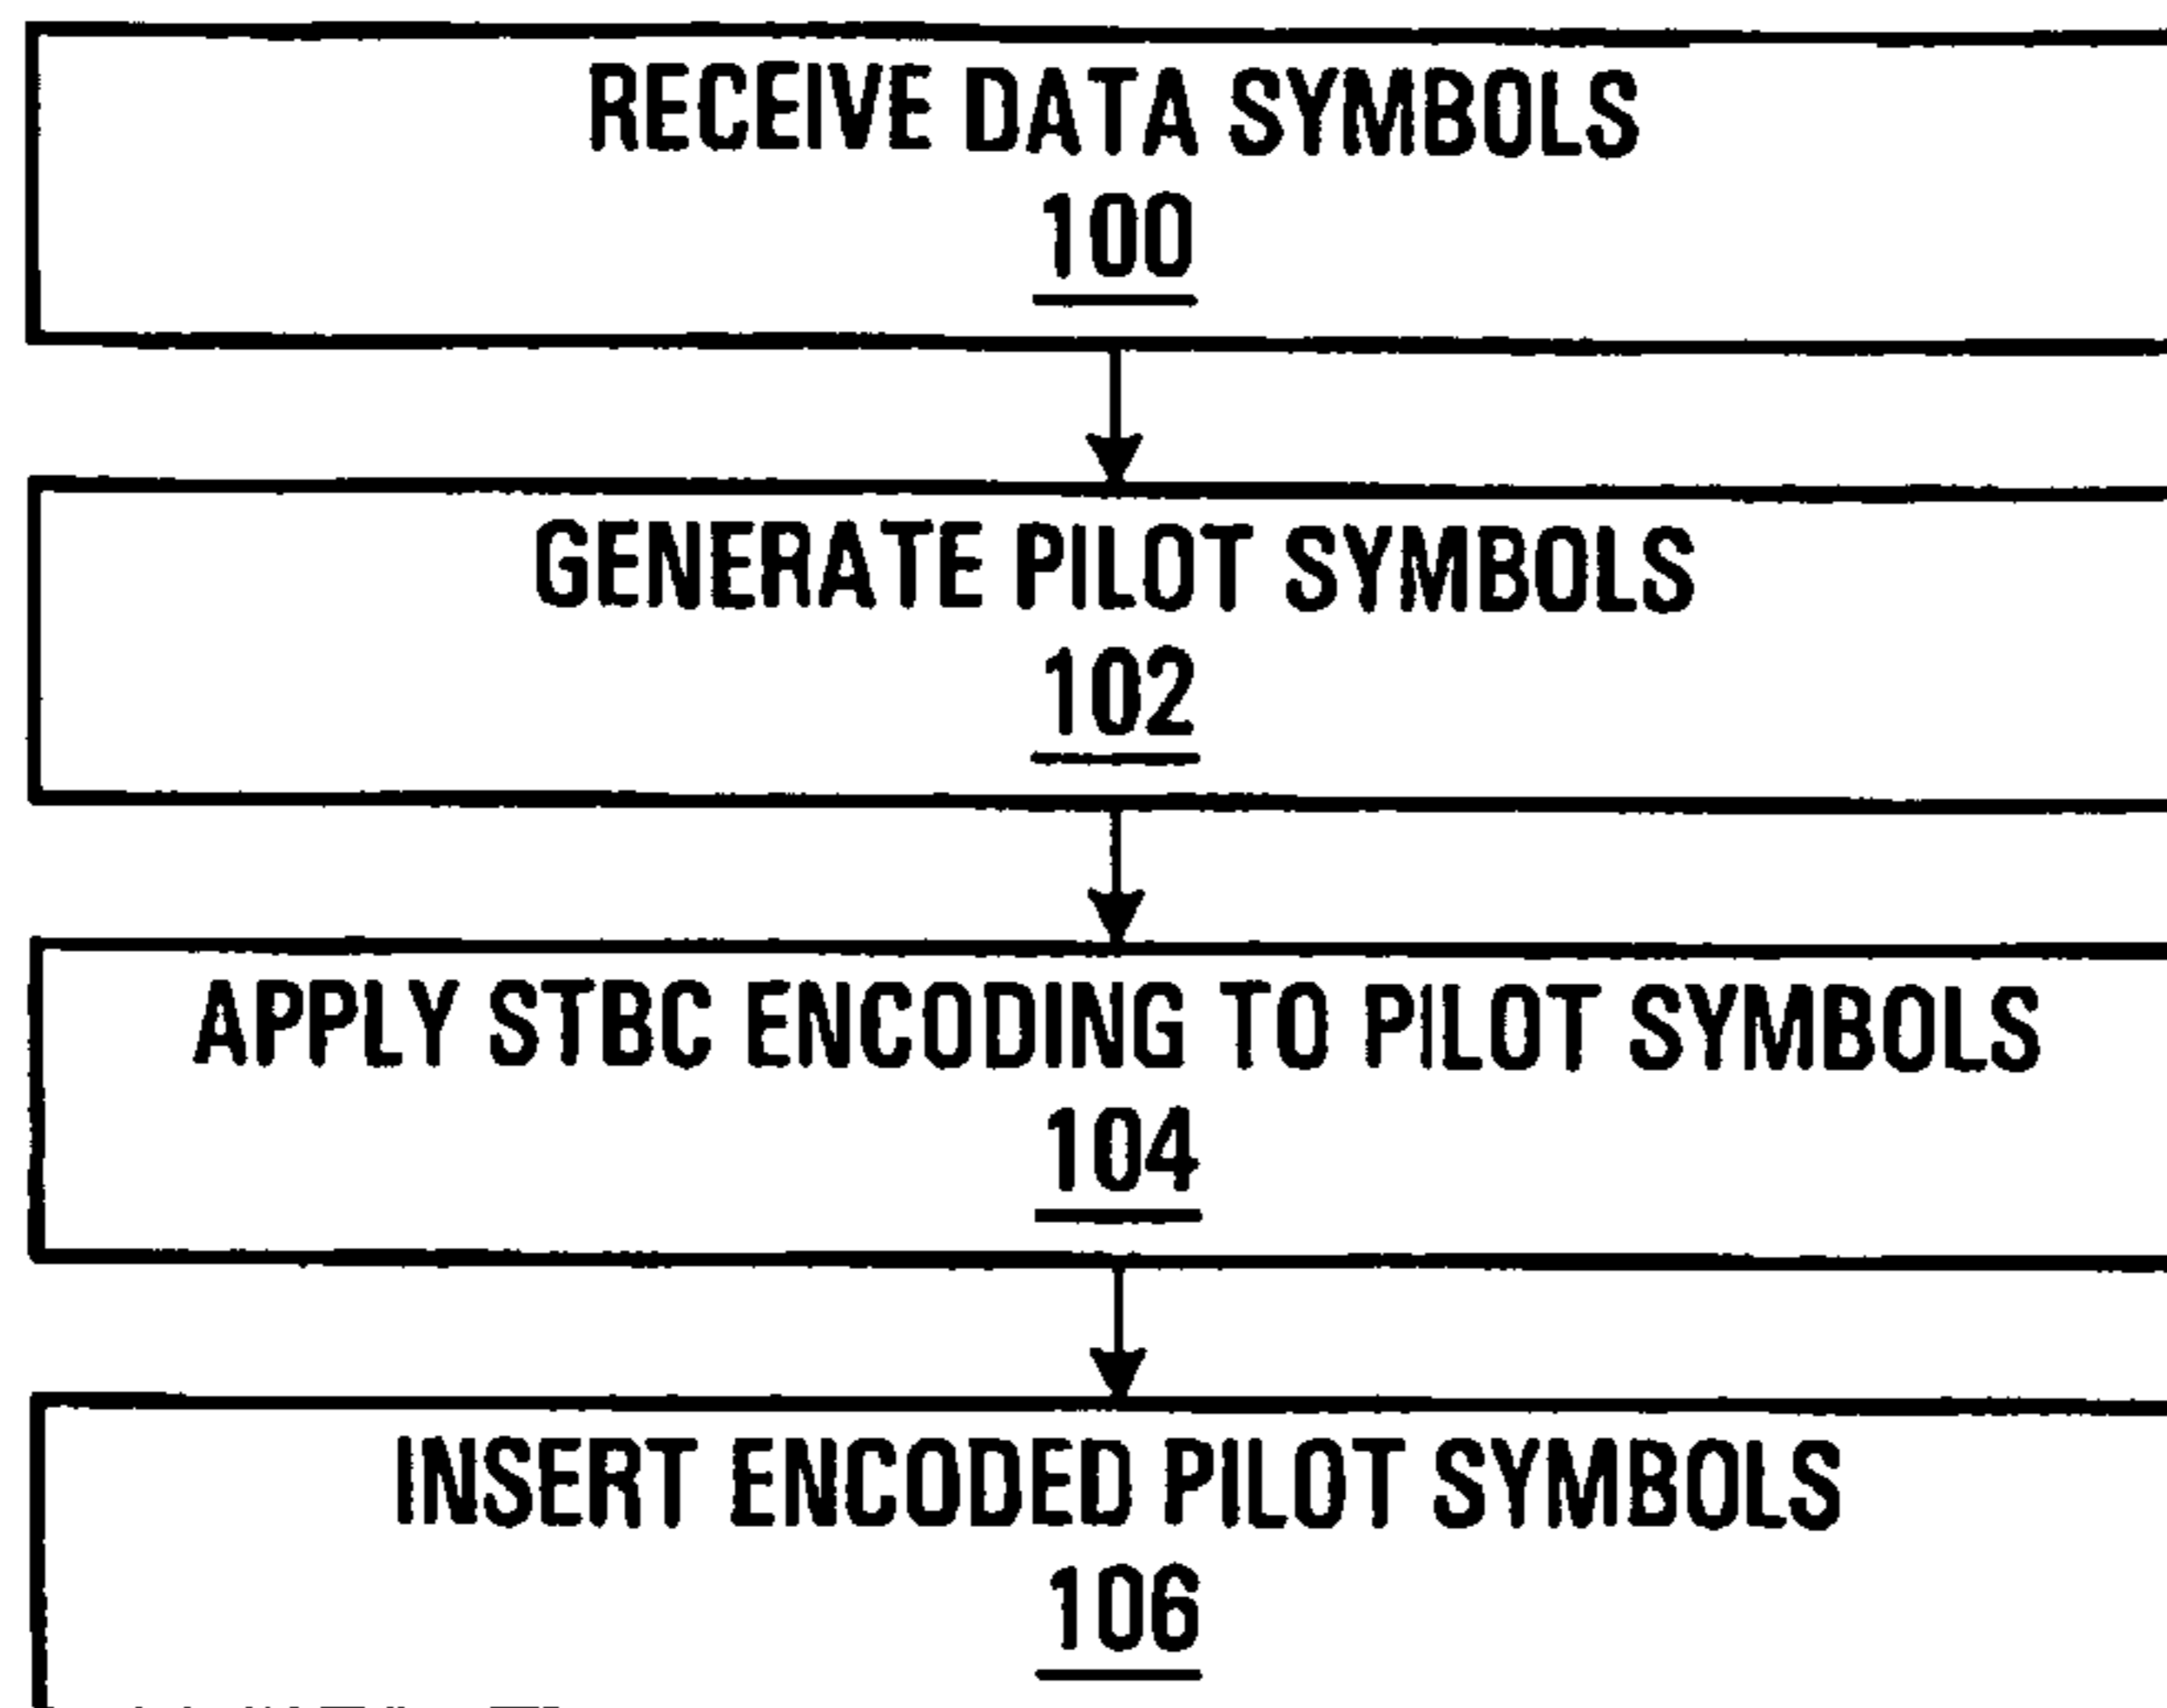 RECEIVE DATA SYMBOLS
100
GENERATE PILOT SYMBOLS
102
APPLY STBC ENCODING TO PILOT SYMBOLS
104
INSERT ENCODED PILOT SYMBOLS
106